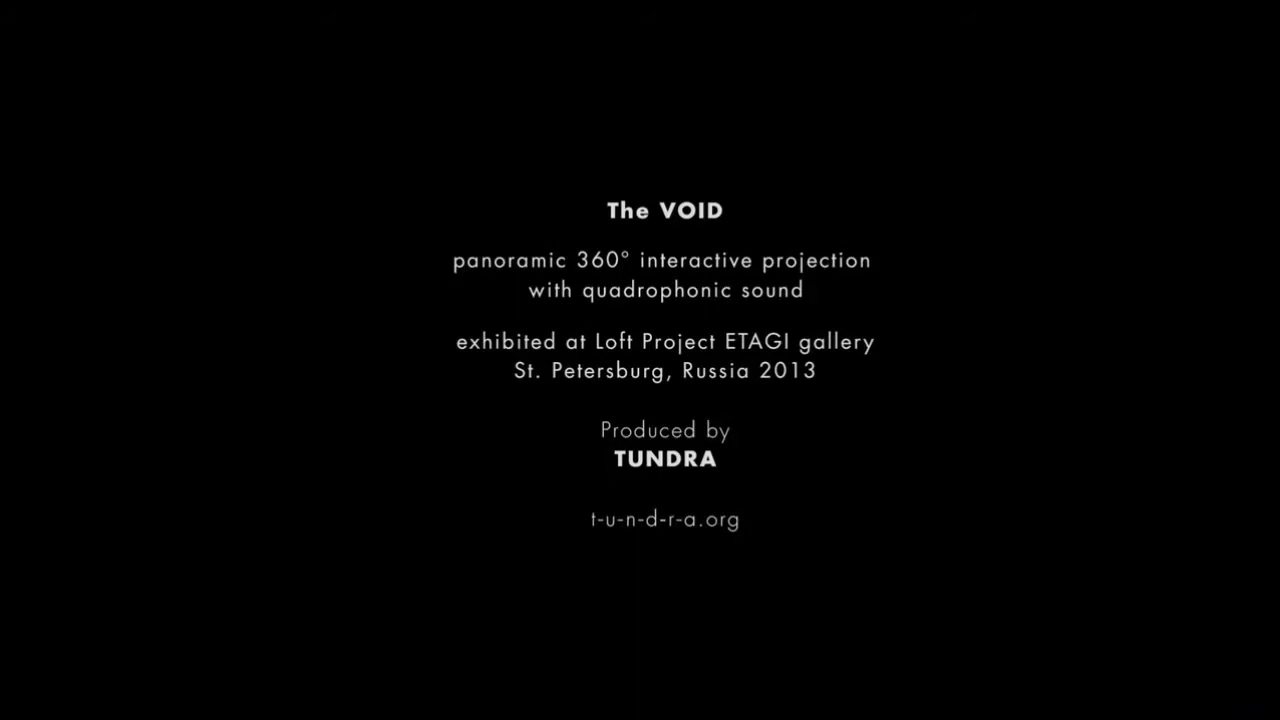 The VOID
panoramic 360° interactive projection
with quadrophonic sound
exhibited at Loft Project ETAGI gallery
St. Petersburg, Russia 2013
Produced by
TUNDRA
t-u-n-d-r-a.org